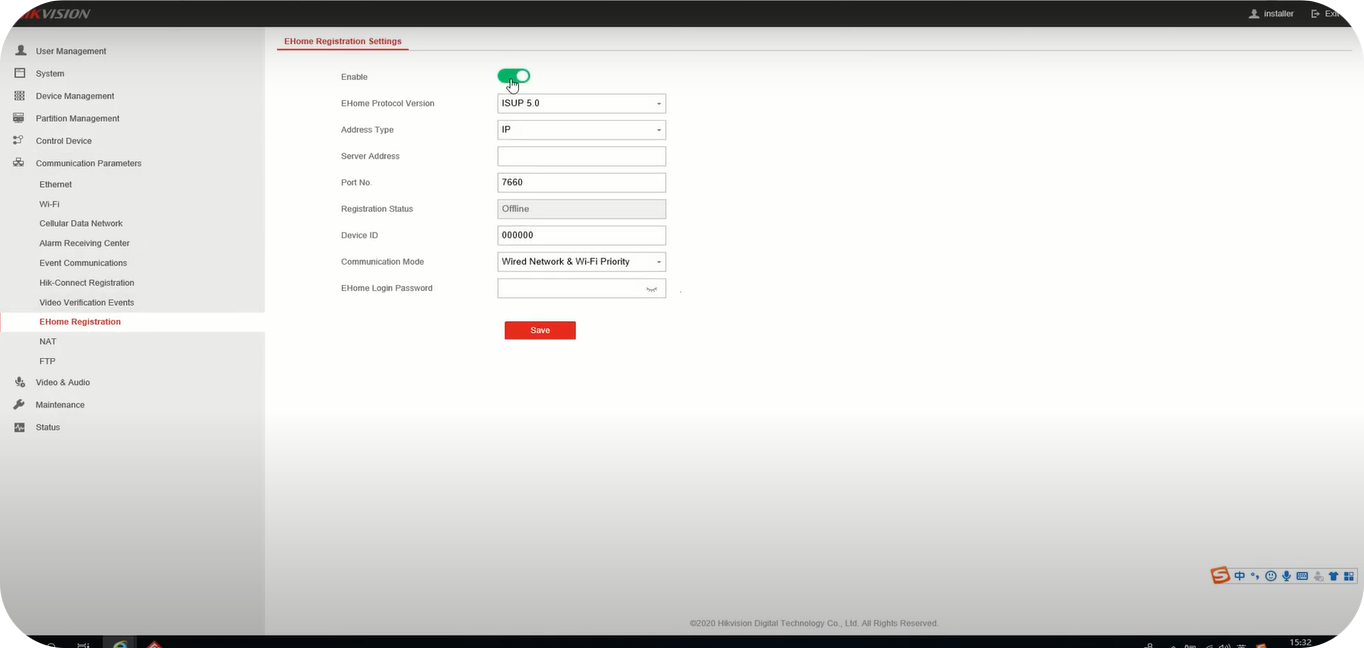 HIKVISION
installer
User Management
System
Device Management
Partition Management
Control Device
Communication Parameters
Ethernet
Wi-Fi
Cellular Data Network
Alarm Receiving Center
Event Communications
Hik-Connect Registration
Video Verification Events
EHome Registration
NAT
FTP
Video & Audio
Maintenance
Status
EHome Registration Settings
Enable
EHome Protocol Version ISUP 5.0
Address Type IP
Server Address
Port No. 7660
Registration Status Offline
Device ID 000000
Communication Mode Wired Network & Wi-Fi Priority
EHome Login Password
Save
中
©2020 Hikvision Digital Technology Co., Ltd. All Rights Reserved.
15:32